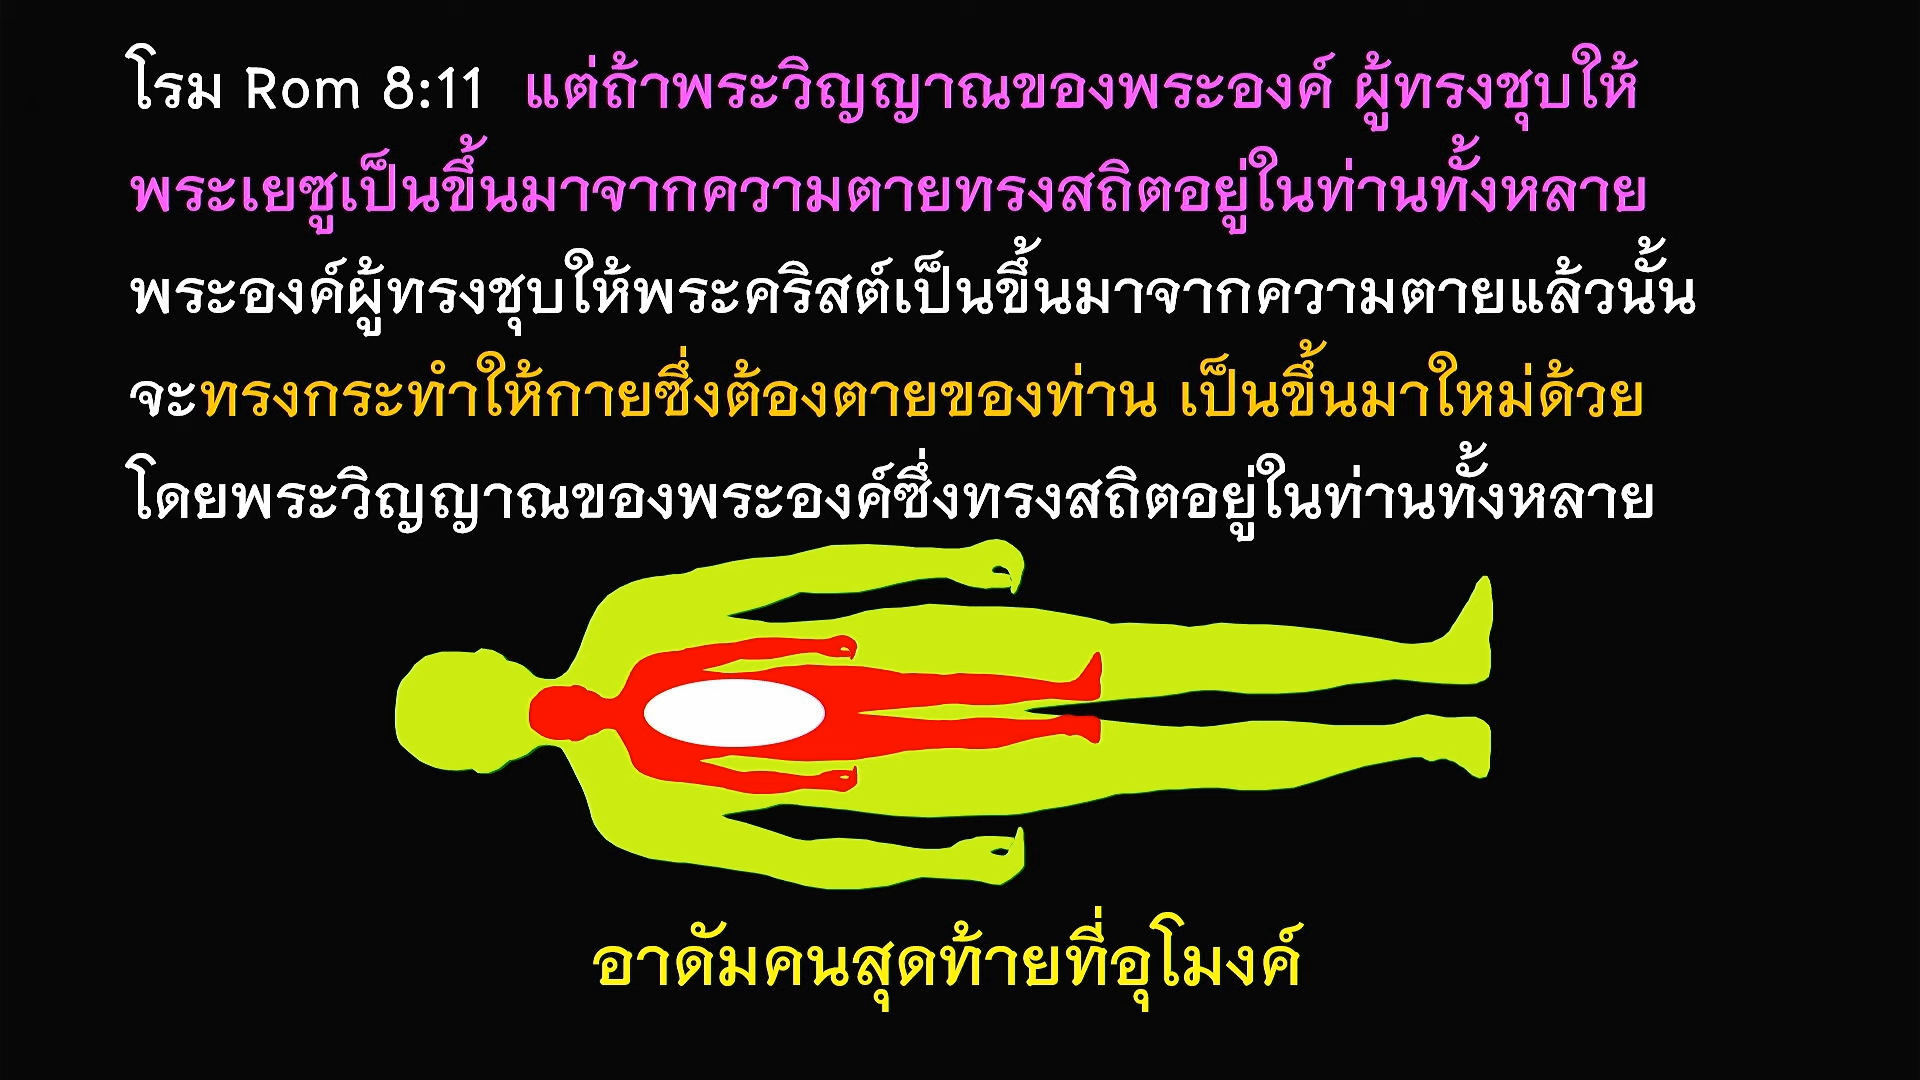 โรม Rom 8:11 แต่ถ้าพระวิญญาณของพระองค์ ผู้ทรงชุบให้
พระเยซูเป็นขึ้นมาจากความตายทรงสถิตอยู่ในท่านทั้งหลาย
พระองค์ผู้ทรงชุบให้พระคริสต์เป็นขึ้นมาจากความตายแล้วนั้น
จะทรงกระทำให้กายซึ่งต้องตายของท่าน เป็นขึ้นมาใหม่ด้วย
โดยพระวิญญาณของพระองค์ซึ่งทรงสถิตอยู่ในท่านทั้งหลาย
อาดัมคนสุดท้ายที่อุโมงค์